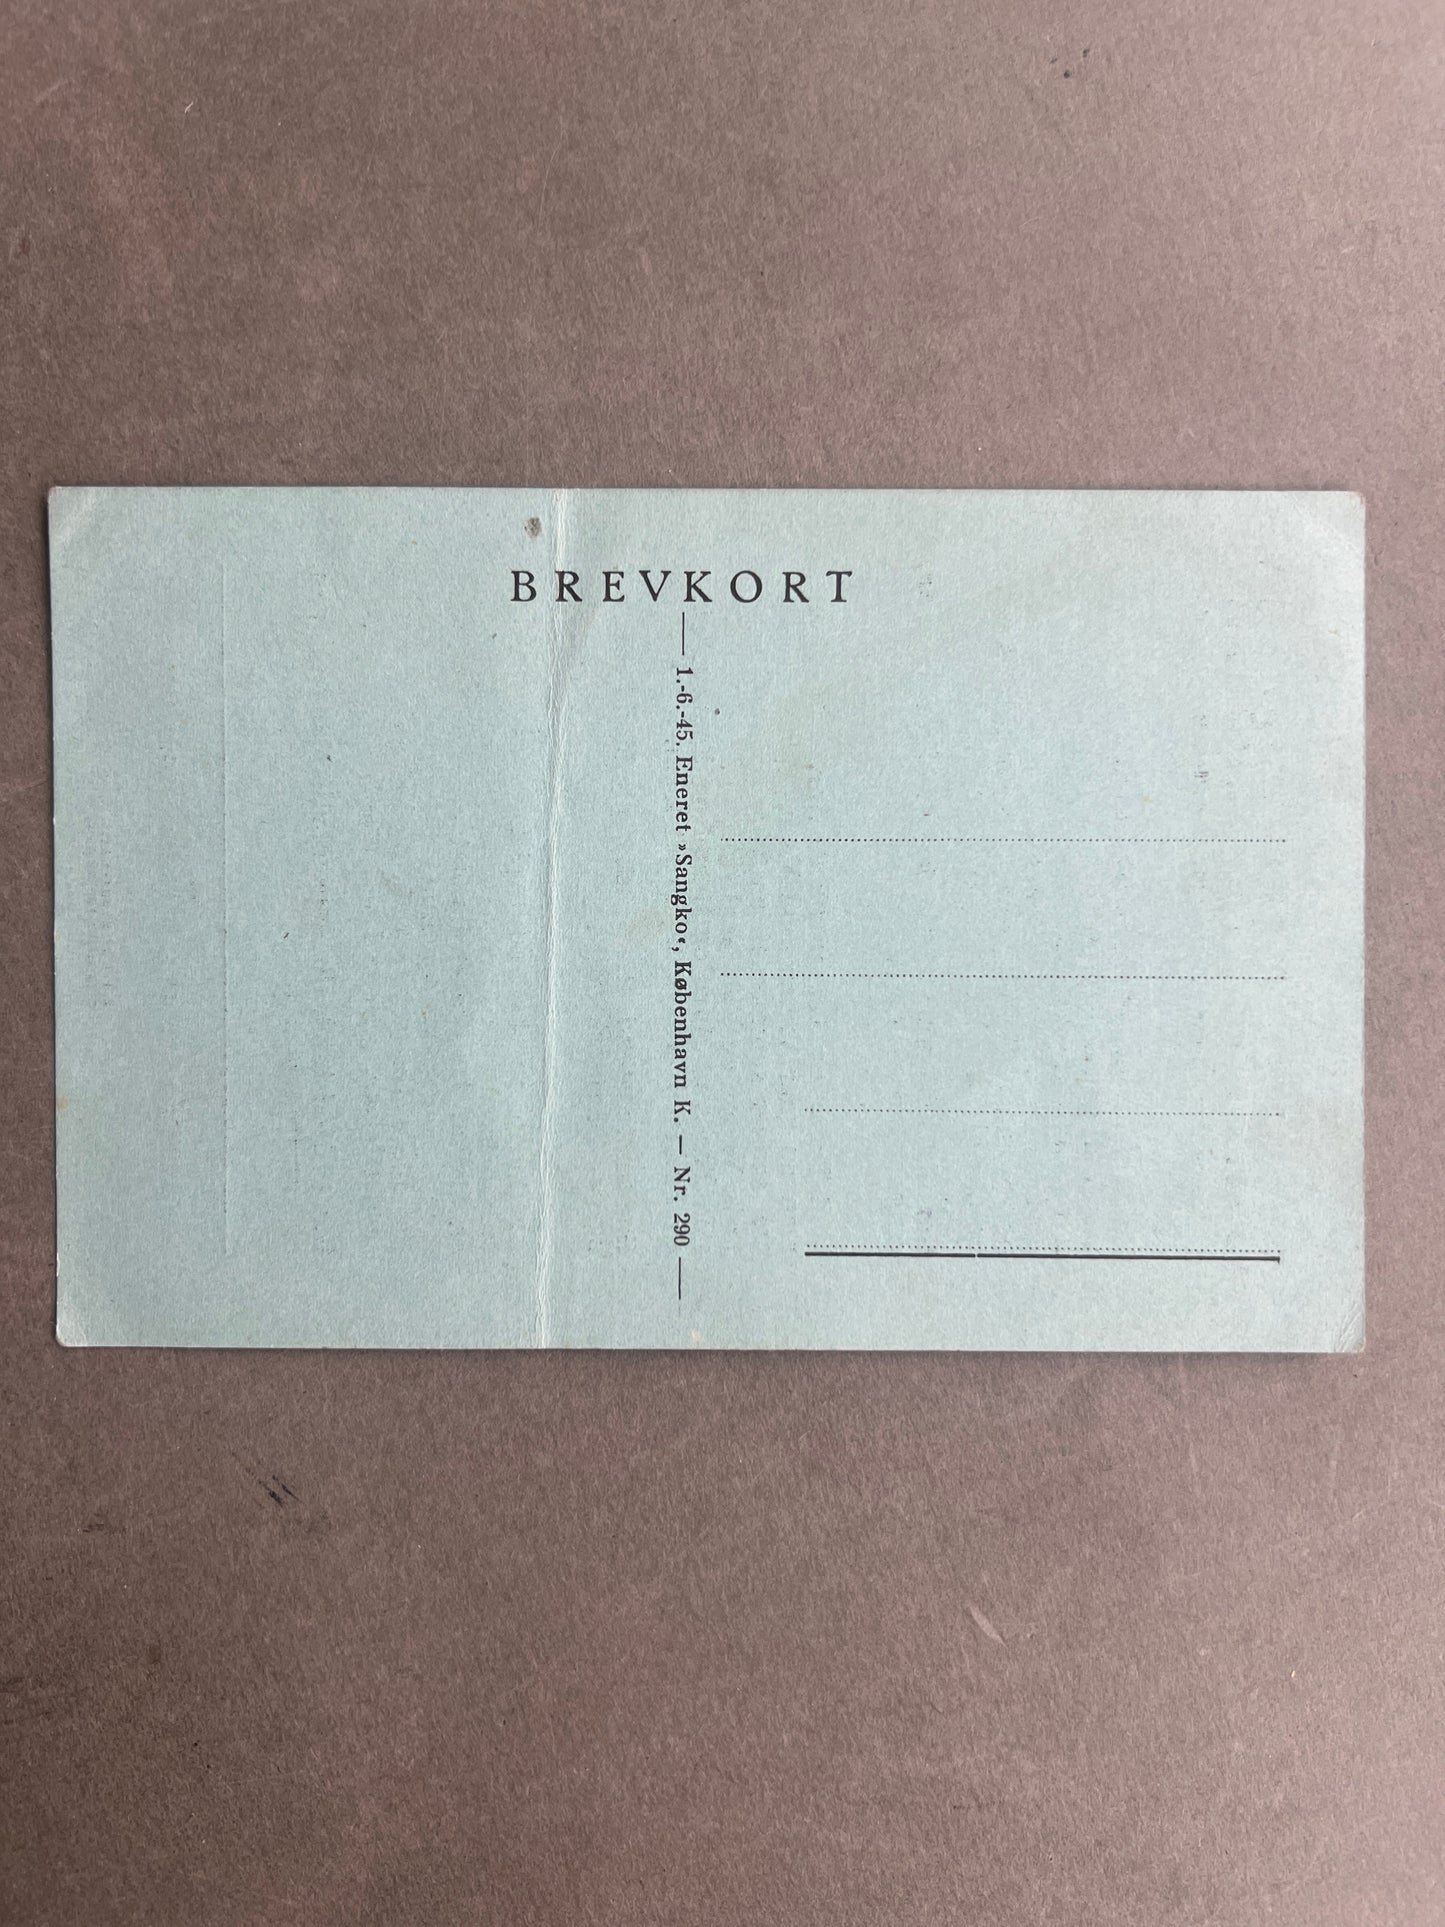 BREVKORT
— 1.-6.-45. Eneret »Sangko«, København K. — Nr. 290 —